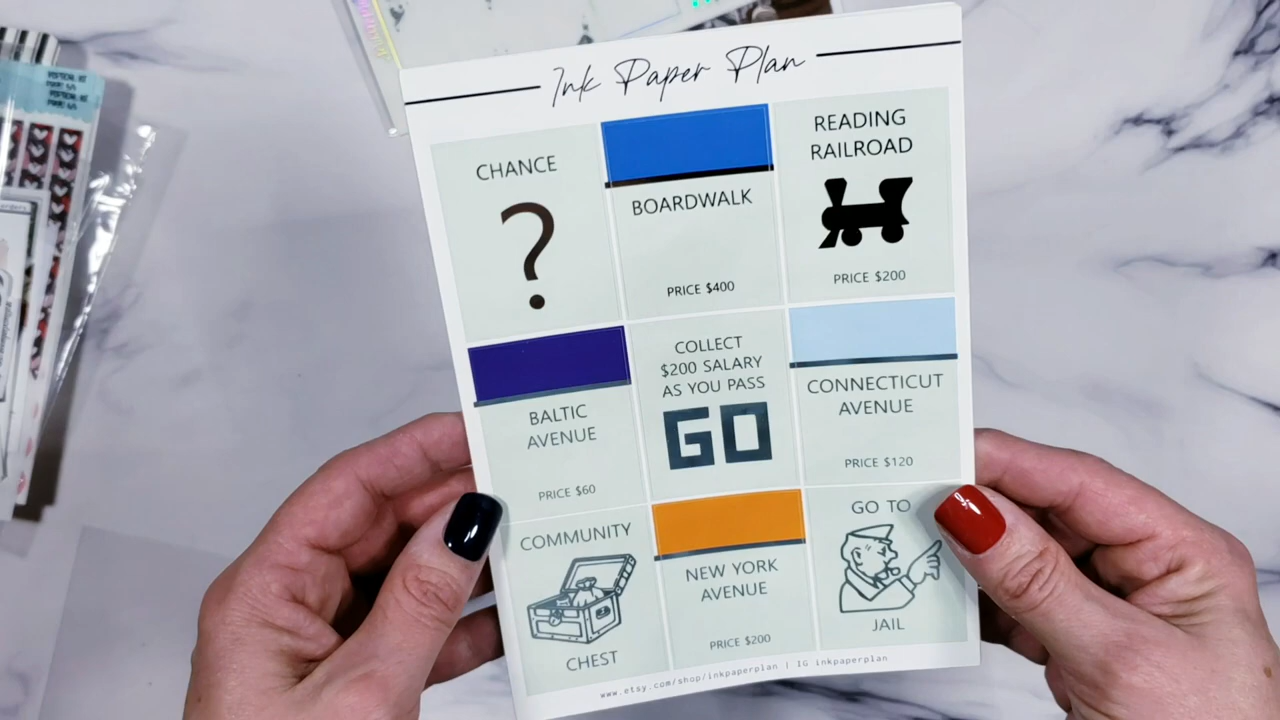 Ink Paper Plan
CHANCE
?
BOARDWALK
PRICE $400
READING
RAILROAD
PRICE $200
BALTIC
AVENUE
PRICE $60
COLLECT
$200 SALARY
AS YOU PASS
GO
CONNECTICUT
AVENUE
PRICE $120
COMMUNITY
CHEST
NEW YORK
AVENUE
PRICE $200
GO TO
JAIL
www.etsy.com/shop/inkpaperplan | IG inkpaperplan